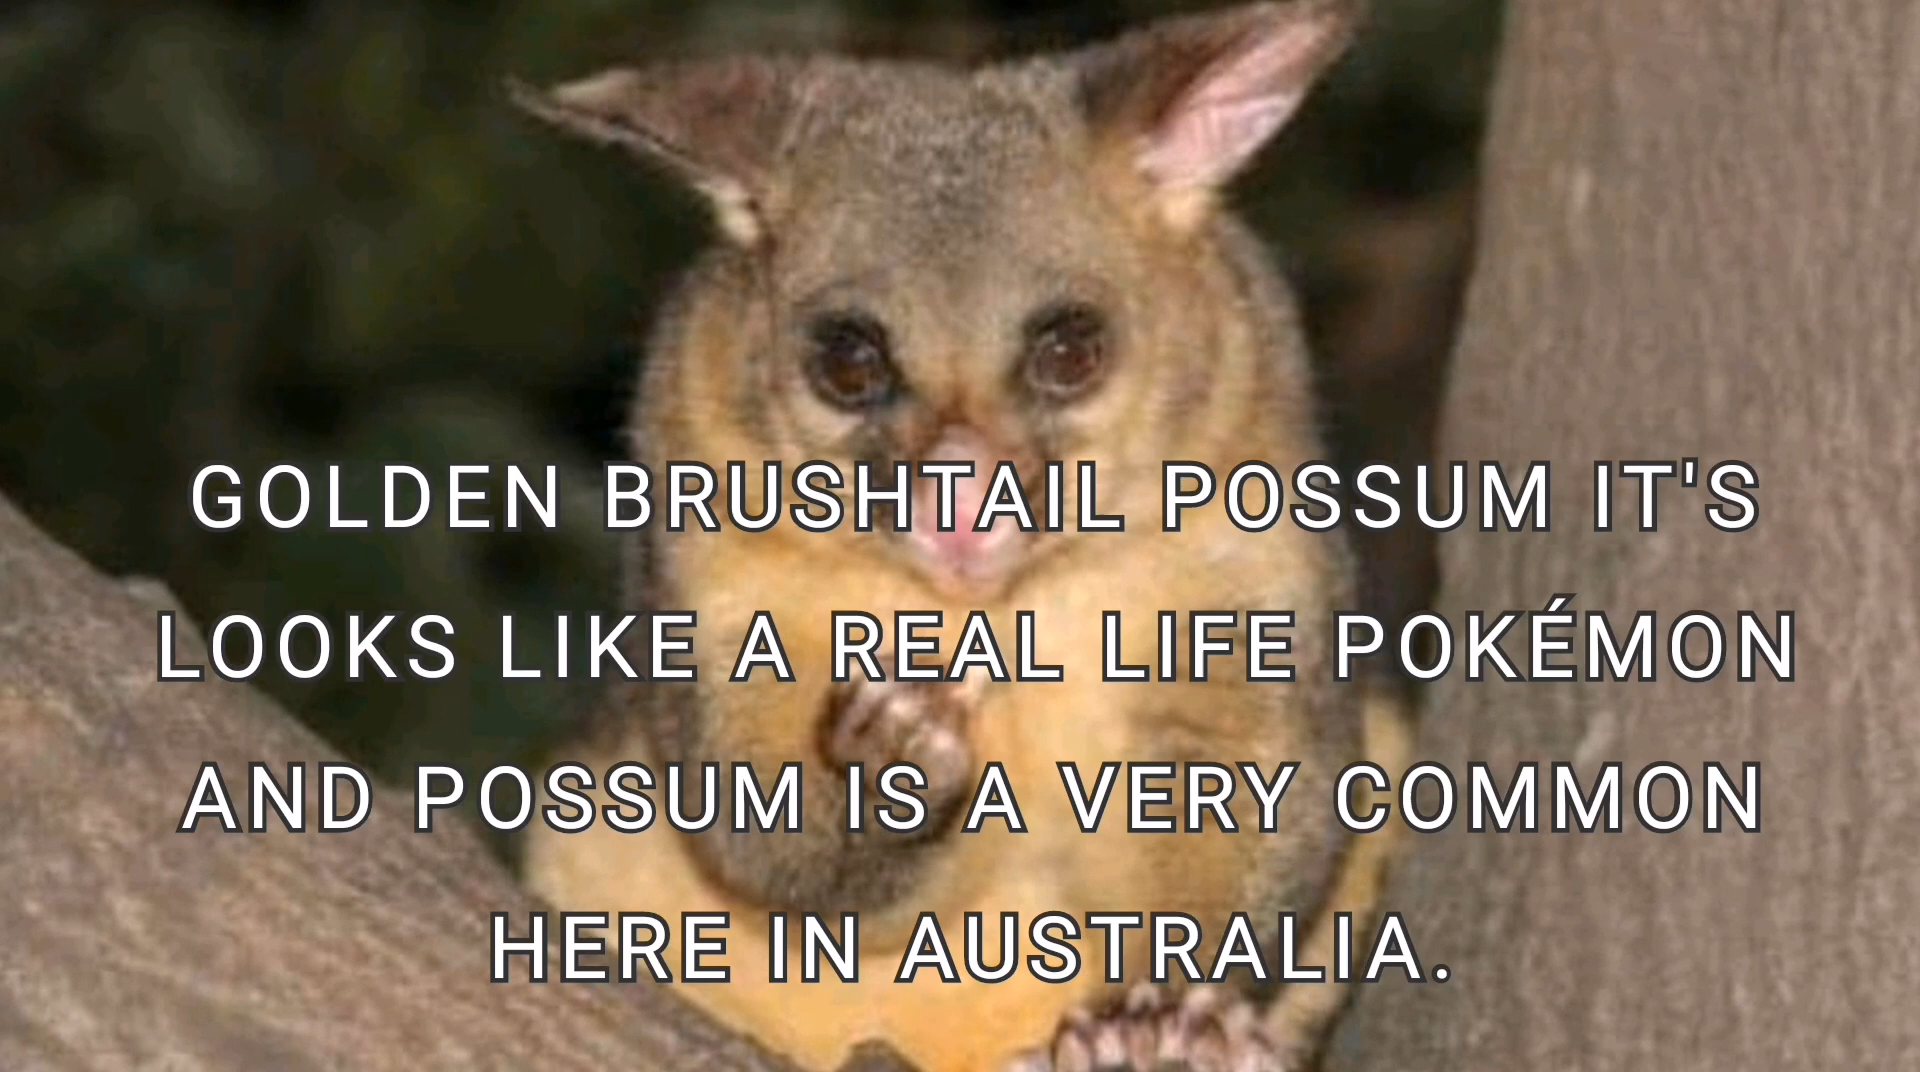 GOLDEN BRUSHTAIL POSSUM IT'S
LOOKS LIKE A REAL LIFE POKÉMON
AND POSSUM IS A VERY COMMON
HERE IN AUSTRALIA.